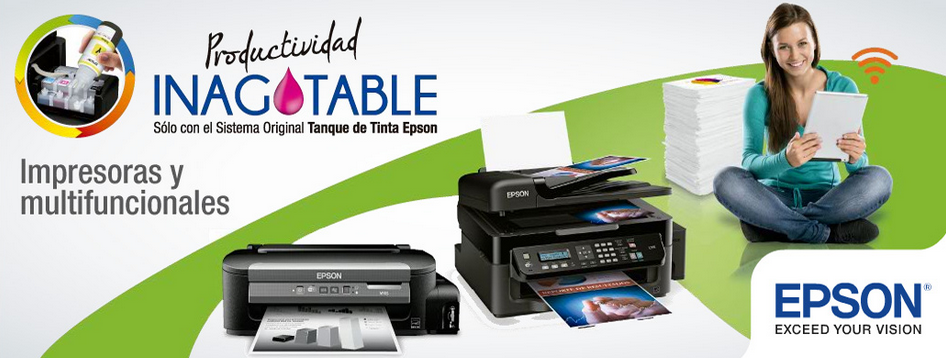 Productividad
INAGOTABLE
Sólo con el Sistema Original Tanque de Tinta Epson
Impresoras y
multifuncionales
EPSON
EPSON
EPSON®
EXCEED YOUR VISION